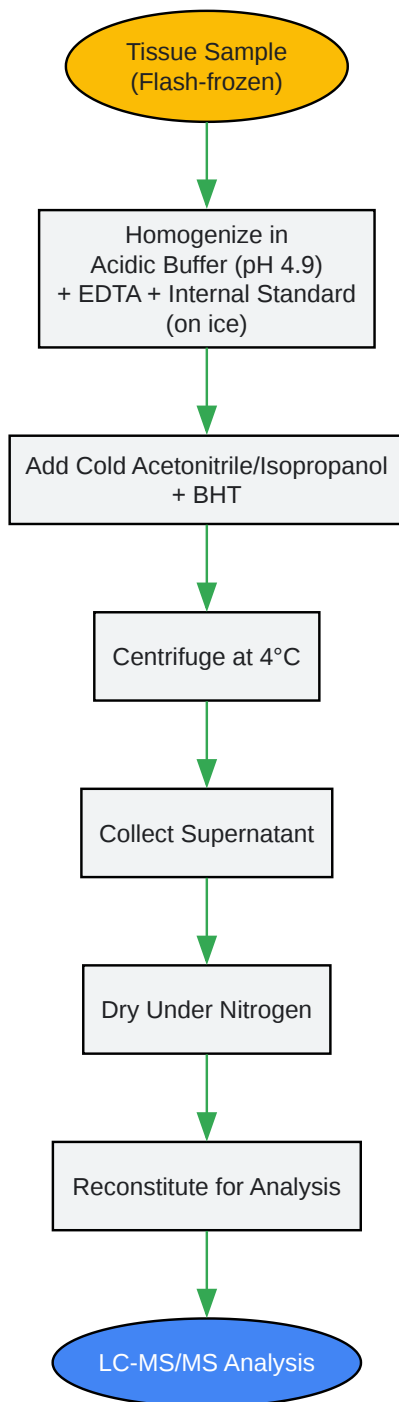 Tissue Sample
(Flash-frozen)
Homogenize in
Acidic Buffer (pH 4.9)
+ EDTA + Internal Standard
(on ice)
Add Cold Acetonitrile/Isopropanol
+ BHT
Centrifuge at 4°C
Collect Supernatant
Dry Under Nitrogen
Reconstitute for Analysis
LC-MS/MS Analysis